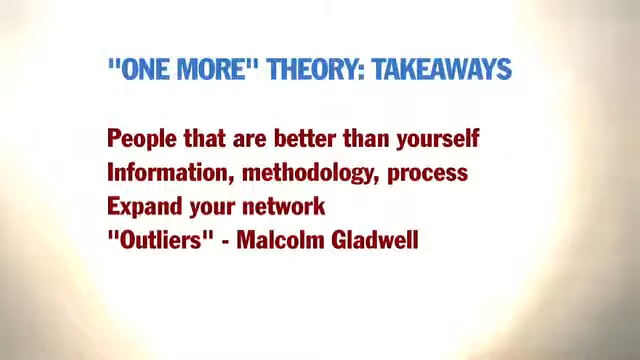 "ONE MORE" THEORY: TAKEAWAYS
People that are better than yourself
Information, methodology, process
Expand your network
"Outliers" - Malcolm Gladwell